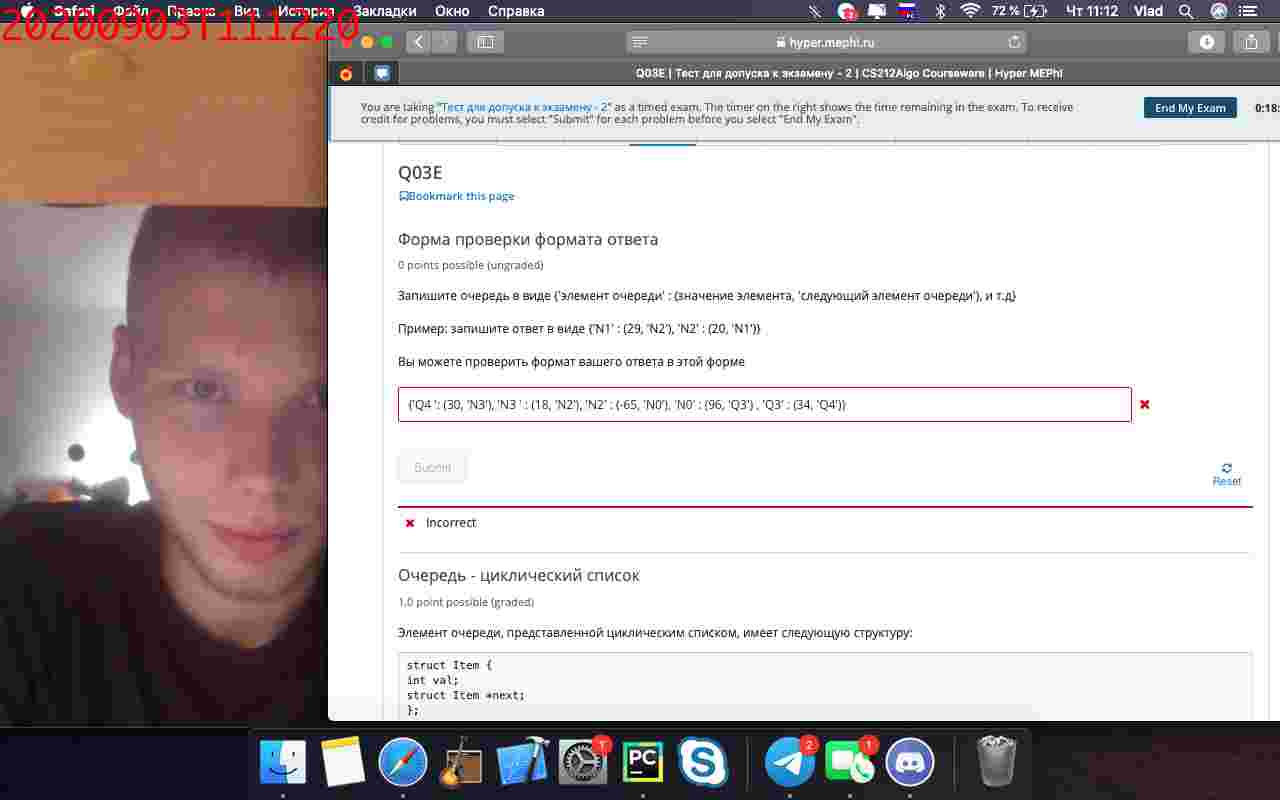 20200903T111220
Safari Файл Правка Вид История Закладки Окно Справка
72 % Чт 11:12 Vlad
hyper.mephi.ru
Q03E | Тест для допуска к экзамену - 2 | CS212Algo Courseware | Hyper MEPhI
You are taking "Тест для допуска к экзамену - 2" as a timed exam. The timer on the right shows the time remaining in the exam. To receive
credit for problems, you must select "Submit" for each problem before you select "End My Exam".
End My Exam
0:18:
Q03E
Bookmark this page
Форма проверки формата ответа
0 points possible (ungraded)
Запишите очередь в виде {'элемент очереди' : (значение элемента, 'следующий элемент очереди'), и т.д}
Пример: запишите ответ в виде {'N1' : (29, 'N2'), 'N2' : (20, 'N1')}
Вы можете проверить формат вашего ответа в этой форме
{'Q4 ': (30, 'N3'), 'N3 ' : (18, 'N2'), 'N2' : (-65, 'N0'), 'N0' : (96, 'Q3') , 'Q3' : (34, 'Q4')}
Submit
Reset
Incorrect
Очередь - циклический список
1.0 point possible (graded)
Элемент очереди, представленной циклическим списком, имеет следующую структуру:
struct Item {
int val;
struct Item *next;
};
PC
2
1